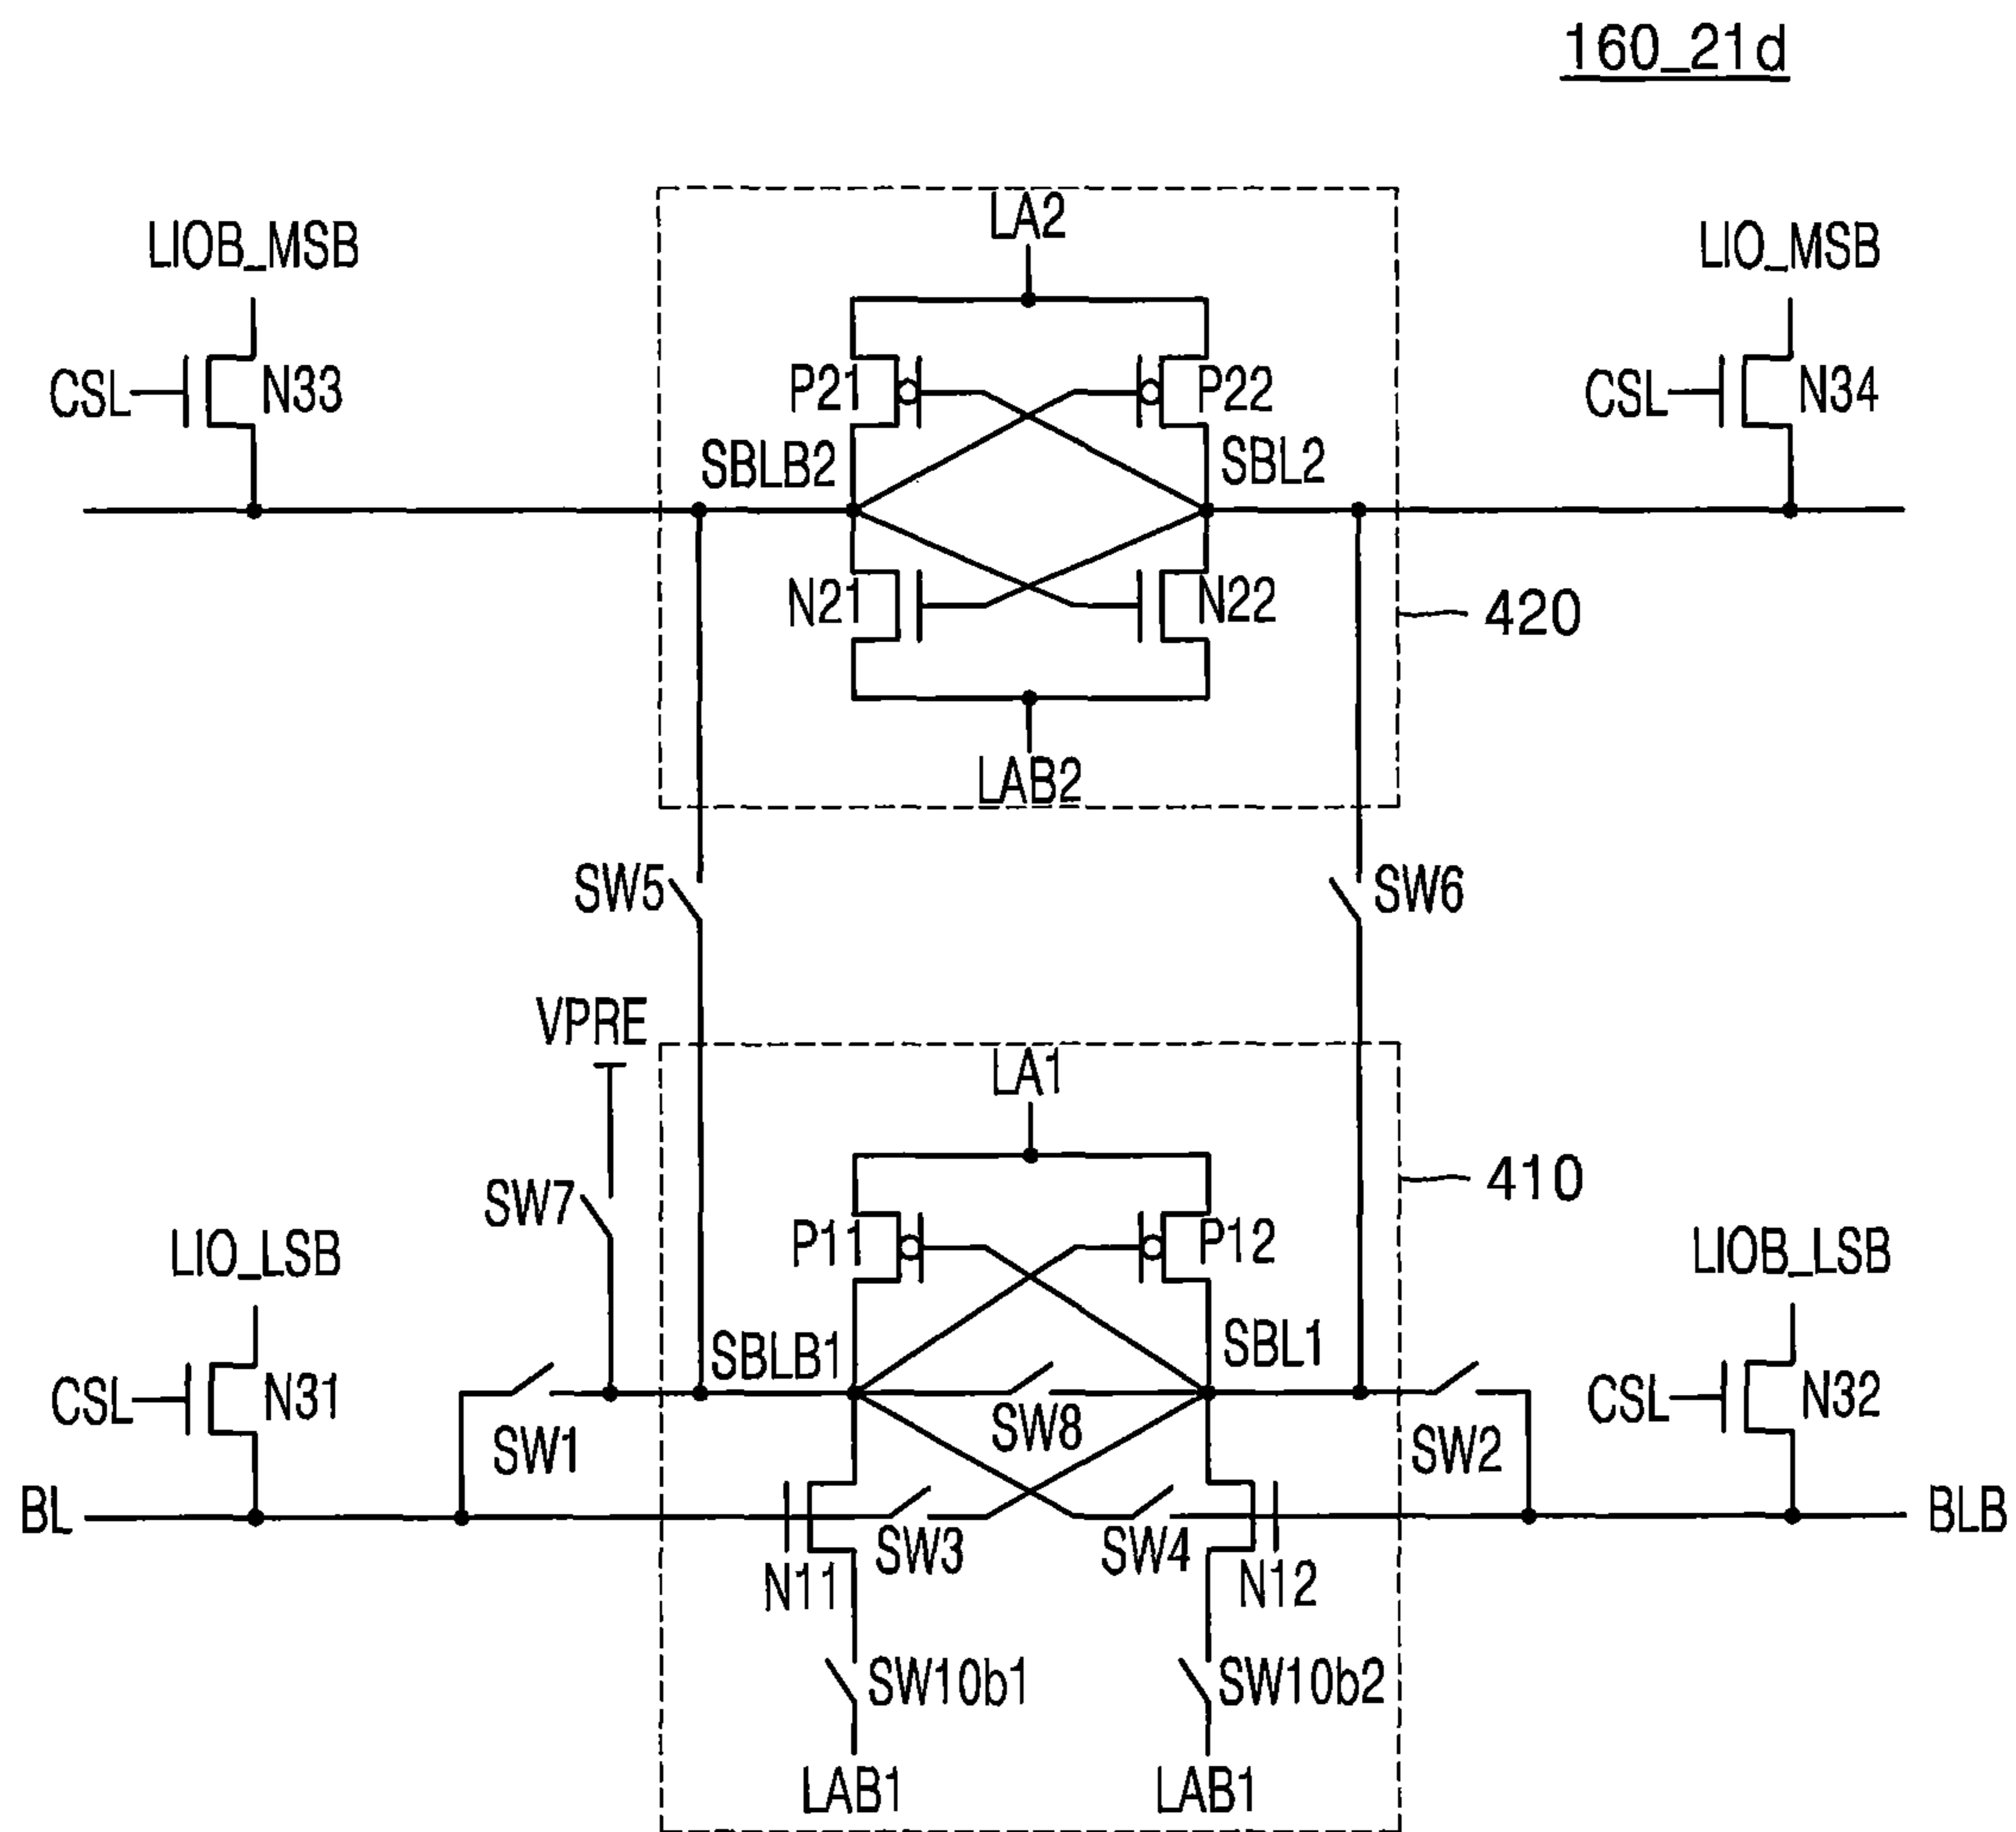 160_21d
LA2
LIOB_MSB
LIO_MSB
CSL
N33
P21
P22
CSL
N34
SBLB2
SBL2
N21
N22
420
LAB2
SW5
SW6
VPRE
LA1
410
SW7
P11
P12
LIO_LSB
LIOB_LSB
SBLB1
SBL1
CSL
N31
CSL
N32
SW1
SW8
SW2
BL
BLB
SW3
SW4
N11
N12
SW10b1
SW10b2
LAB1
LAB1